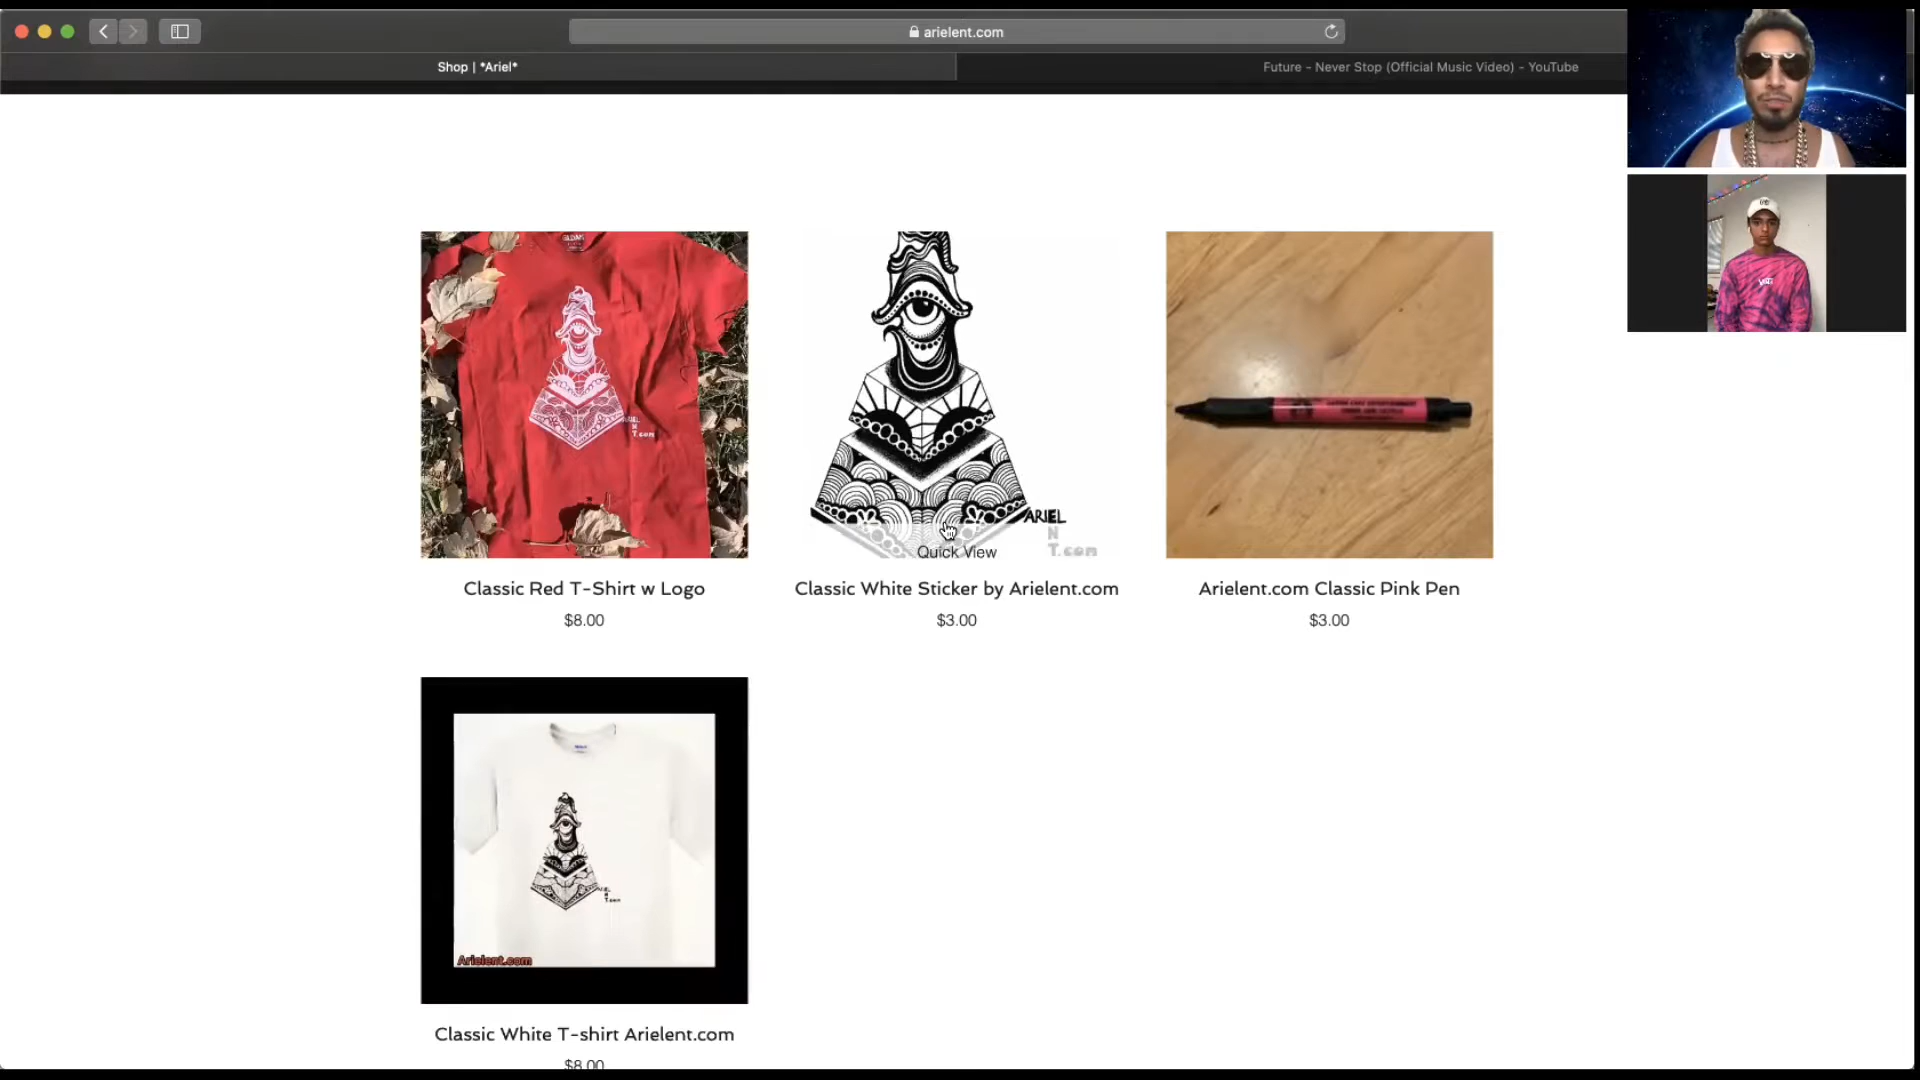 arielent.com
Shop | *Ariel*
Future - Never Stop (Official Music Video) - YouTube
ARIEL
N
T.com
ARIEL
N
T.com
Quick View
Classic Red T-Shirt w Logo
Classic White Sticker by Arielent.com
Arielent.com Classic Pink Pen
$8.00
$3.00
$3.00
Arielent.com
Classic White T-shirt Arielent.com
$8.00